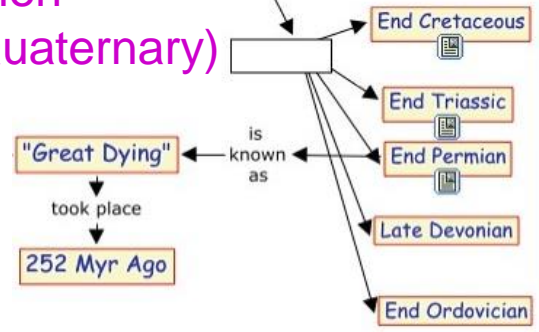 uaternary)
End Cretaceous
End Triassic
"Great Dying"
is
known
as
End Permian
took place
Late Devonian
252 Myr Ago
End Ordovician